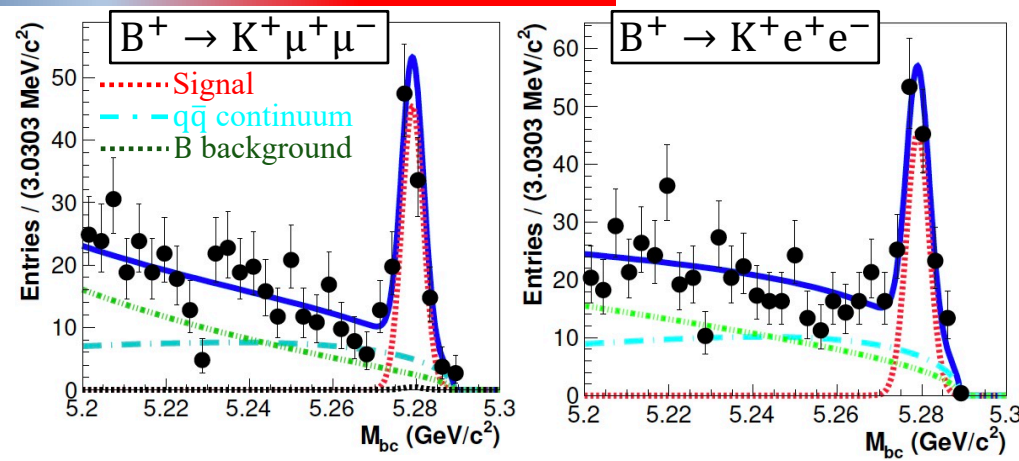 B⁺ → K⁺μ⁺μ⁻
Entries / (3.0303 MeV/c²)
50
40
30
20
10
0
Signal
qq̄ continuum
B background
5.2 5.22 5.24 5.26 5.28 5.3
M_bc (GeV/c²)
B⁺ → K⁺e⁺e⁻
Entries / (3.0303 MeV/c²)
60
50
40
30
20
10
0
5.2 5.22 5.24 5.26 5.28 5.3
M_bc (GeV/c²)